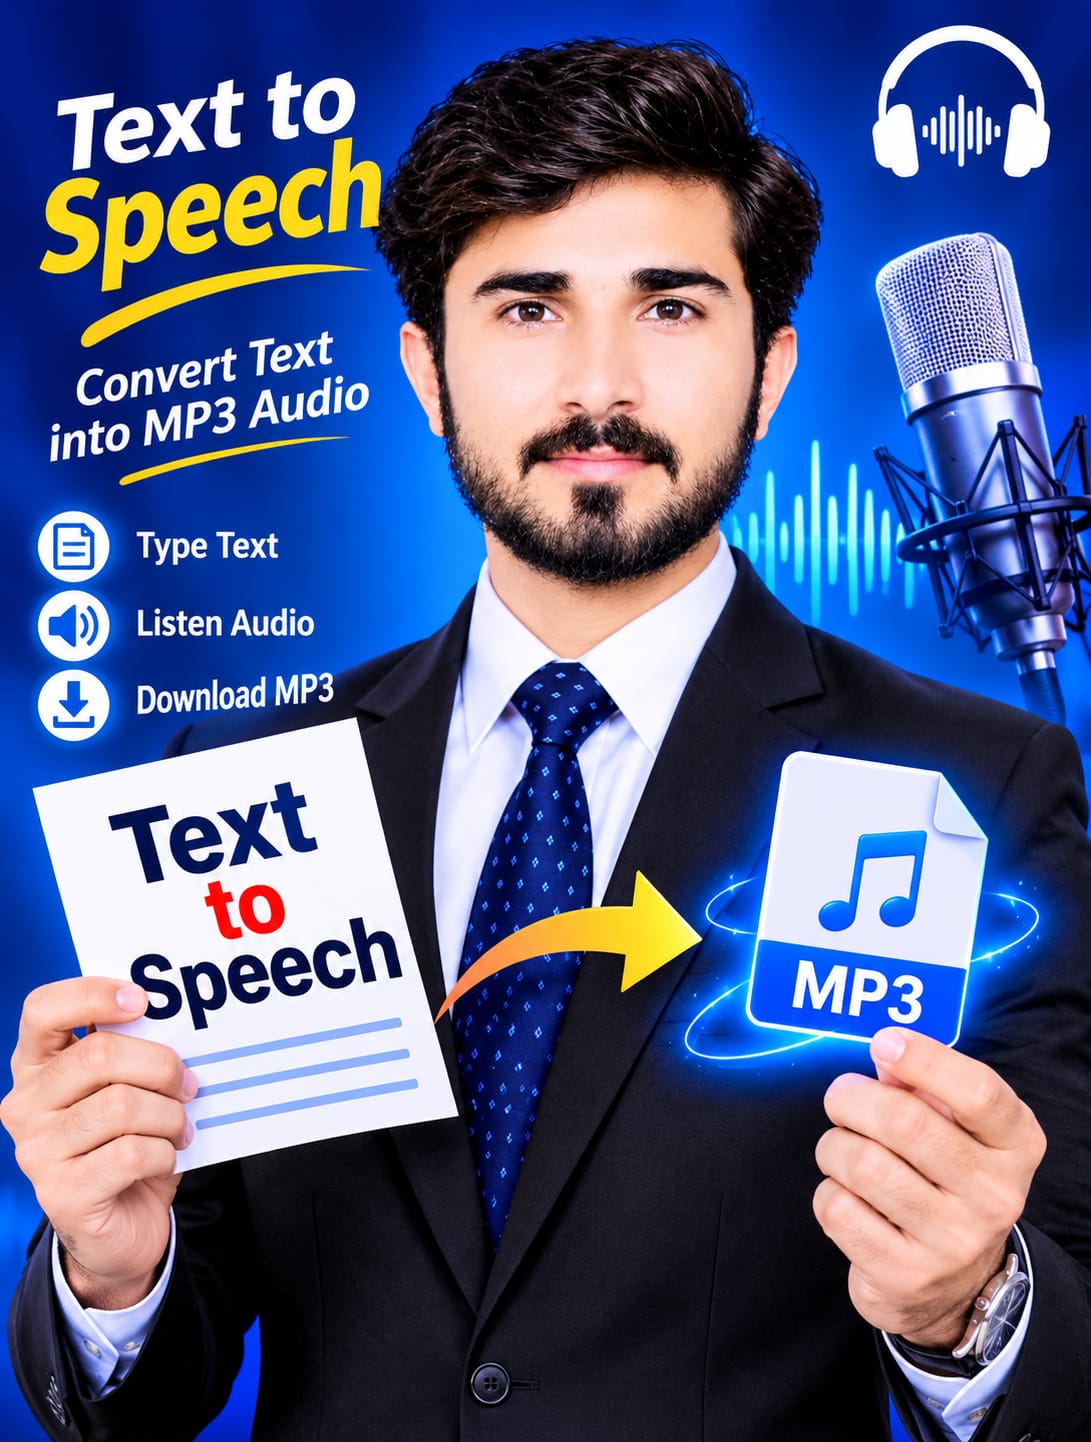 Text to
Speech
Convert Text
into MP3 Audio
Type Text
Listen Audio
Download MP3
Text
to
Speech
MP3